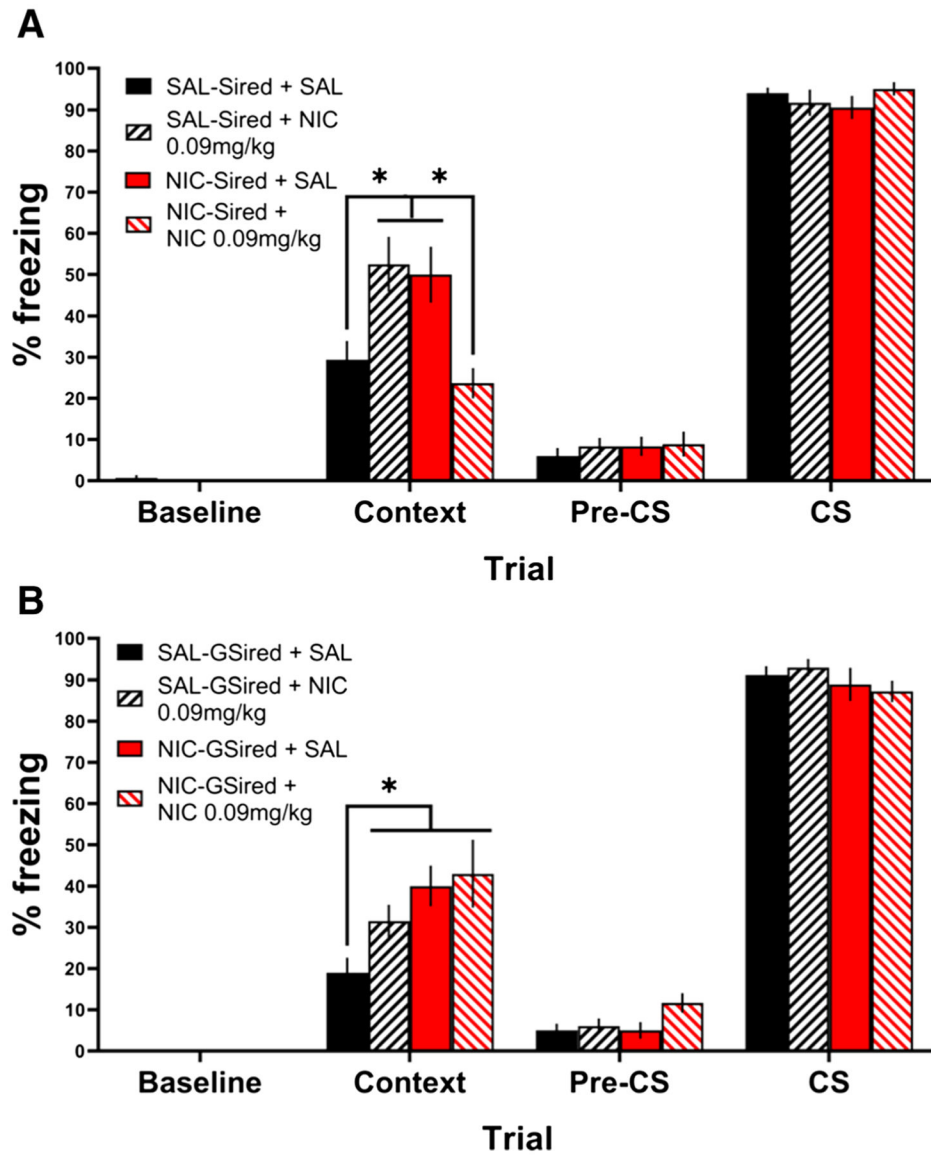 A
% freezing
100
90
80
70
60
50
40
30
20
10
0
SAL-Sired + SAL
SAL-Sired + NIC
0.09mg/kg
NIC-Sired + SAL
NIC-Sired +
NIC 0.09mg/kg
* *
Baseline Context Pre-CS CS
Trial
B
% freezing
100
90
80
70
60
50
40
30
20
10
0
SAL-GSired + SAL
SAL-GSired + NIC
0.09mg/kg
NIC-GSired + SAL
NIC-GSired +
NIC 0.09mg/kg
*
Baseline Context Pre-CS CS
Trial